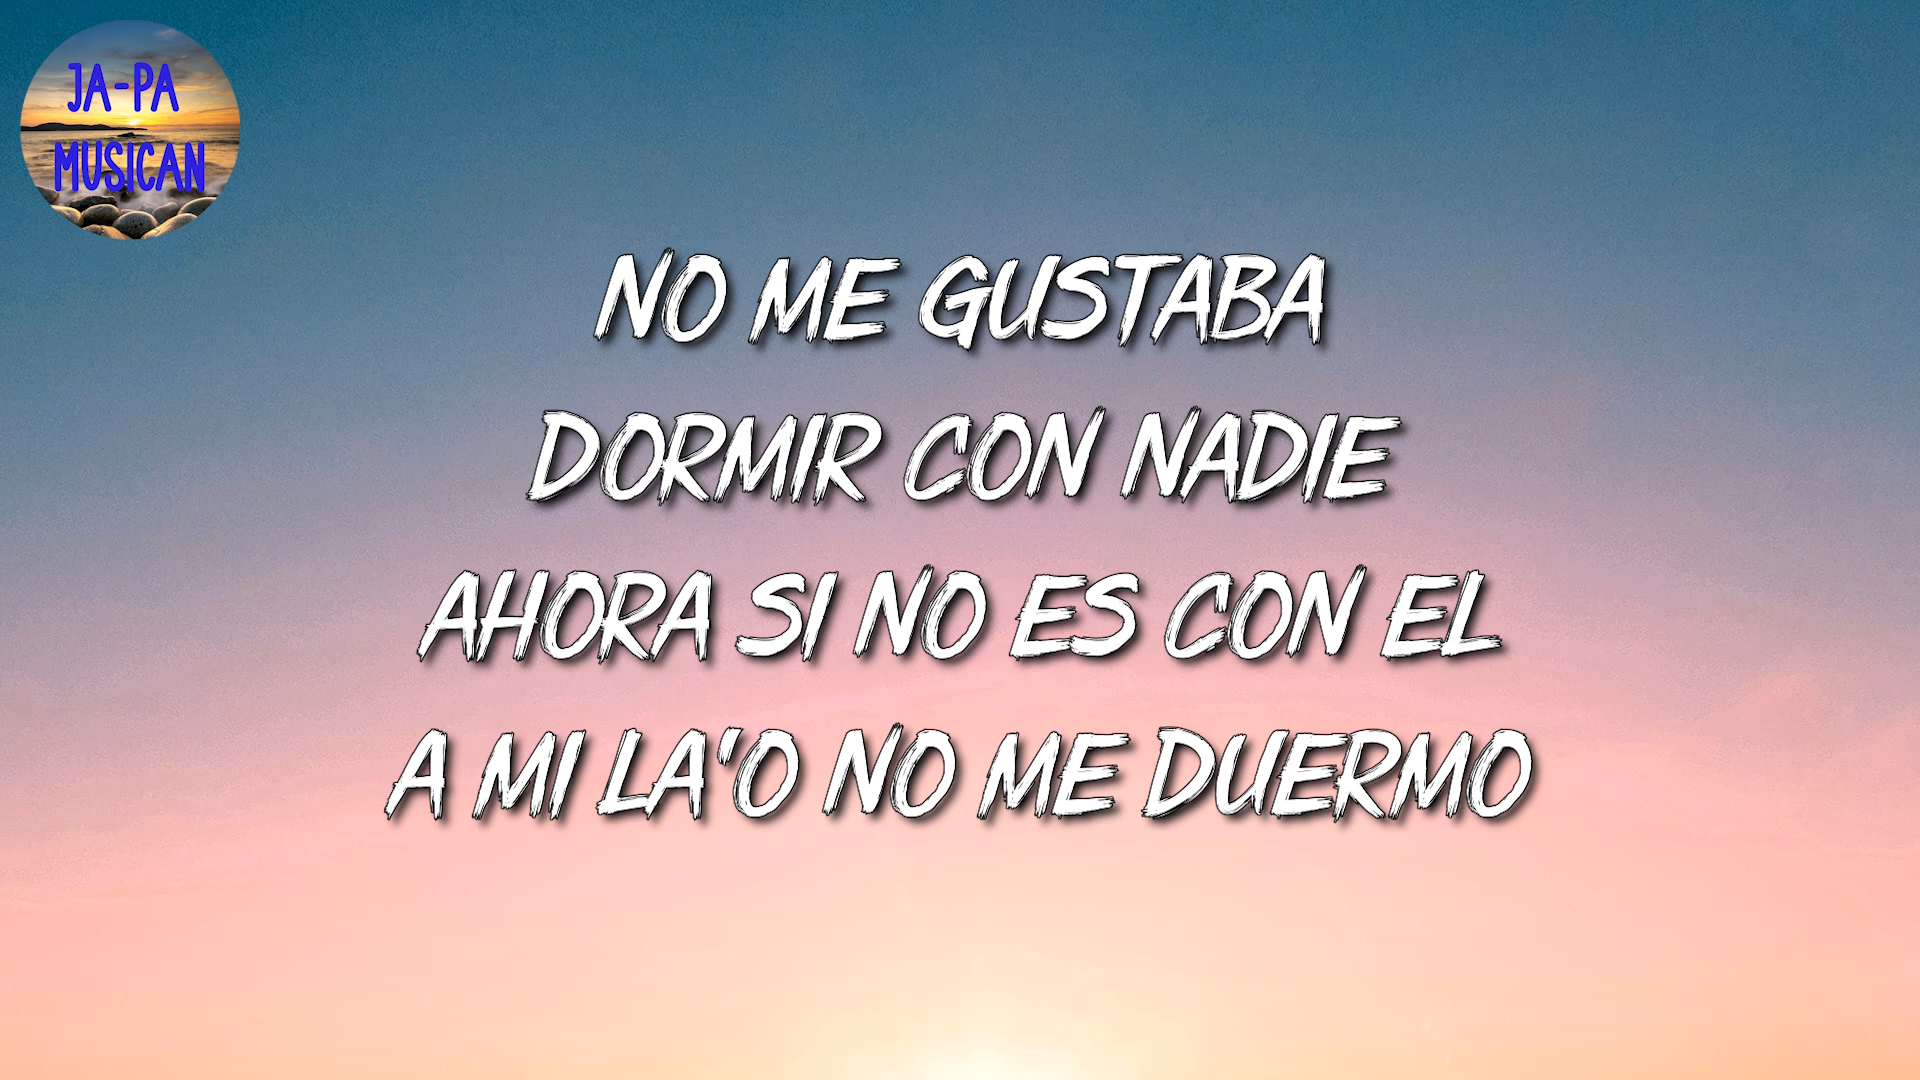 JA-PA
MUSICAN
NO ME GUSTABA
DORMIR CON NADIE
AHORA SI NO ES CON EL
A MI LA'O NO ME DUERMO